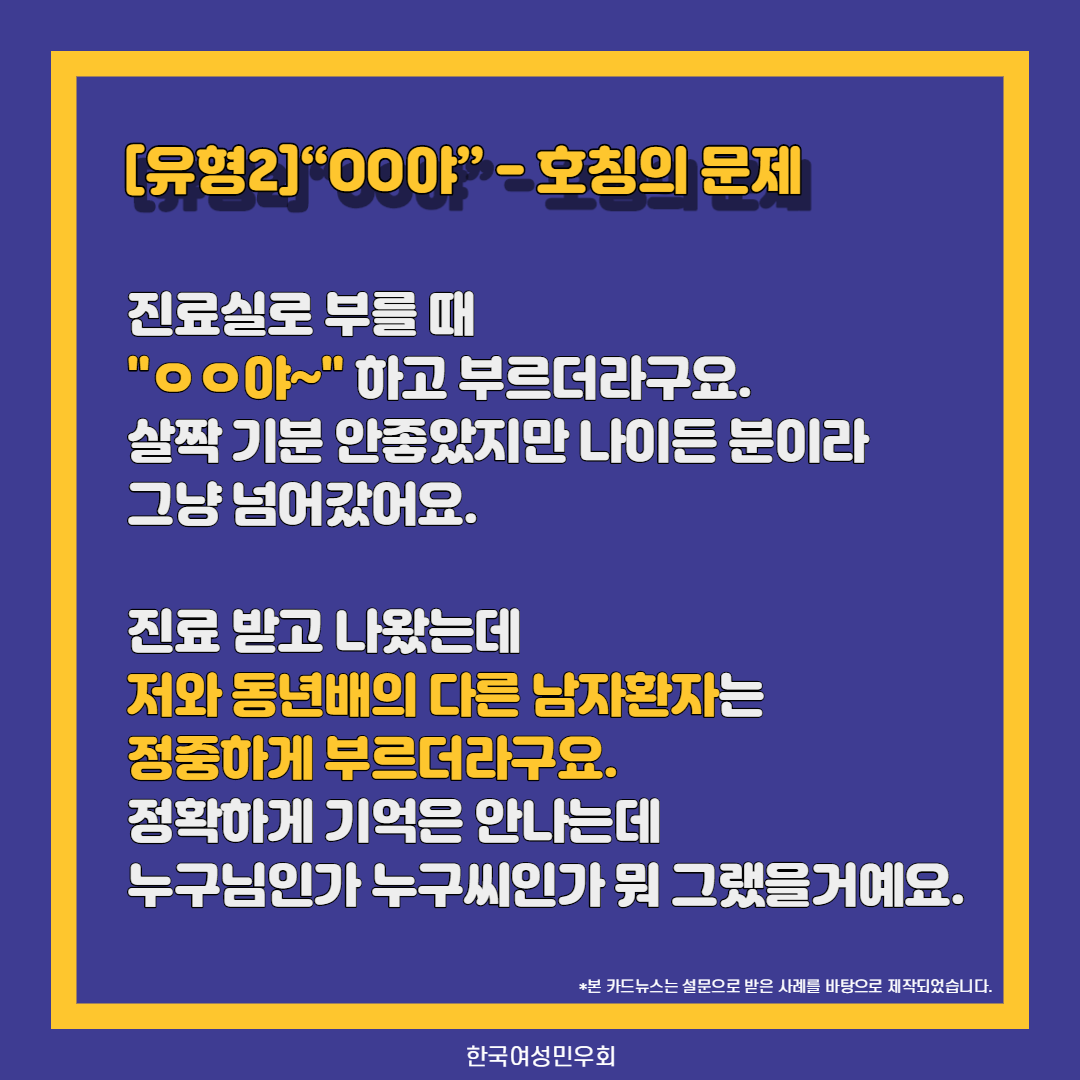 [유형2]“OO야” - 호칭의 문제
진료실로 부를 때
"ㅇㅇ야~" 하고 부르더라구요.
살짝 기분 안좋았지만 나이든 분이라
그냥 넘어갔어요.
진료 받고 나왔는데
저와 동년배의 다른 남자환자는
정중하게 부르더라구요.
정확하게 기억은 안나는데
누구님인가 누구씨인가 뭐 그랬을거예요.
*본 카드뉴스는 설문으로 받은 사례를 바탕으로 제작되었습니다.
한국여성민우회